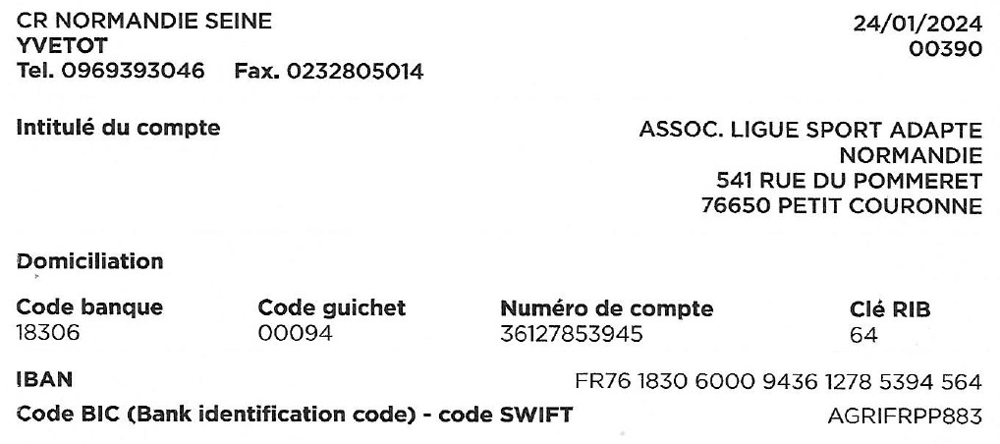 CR NORMANDIE SEINE
YVETOT
Tel. 0969393046 Fax. 0232805014
24/01/2024
00390
Intitulé du compte
ASSOC. LIGUE SPORT ADAPTE
NORMANDIE
541 RUE DU POMMERET
76650 PETIT COURONNE
Domiciliation
Code banque Code guichet Numéro de compte Clé RIB
18306 00094 36127853945 64
IBAN FR76 1830 6000 9436 1278 5394 564
Code BIC (Bank identification code) - code SWIFT AGRIFRPP883